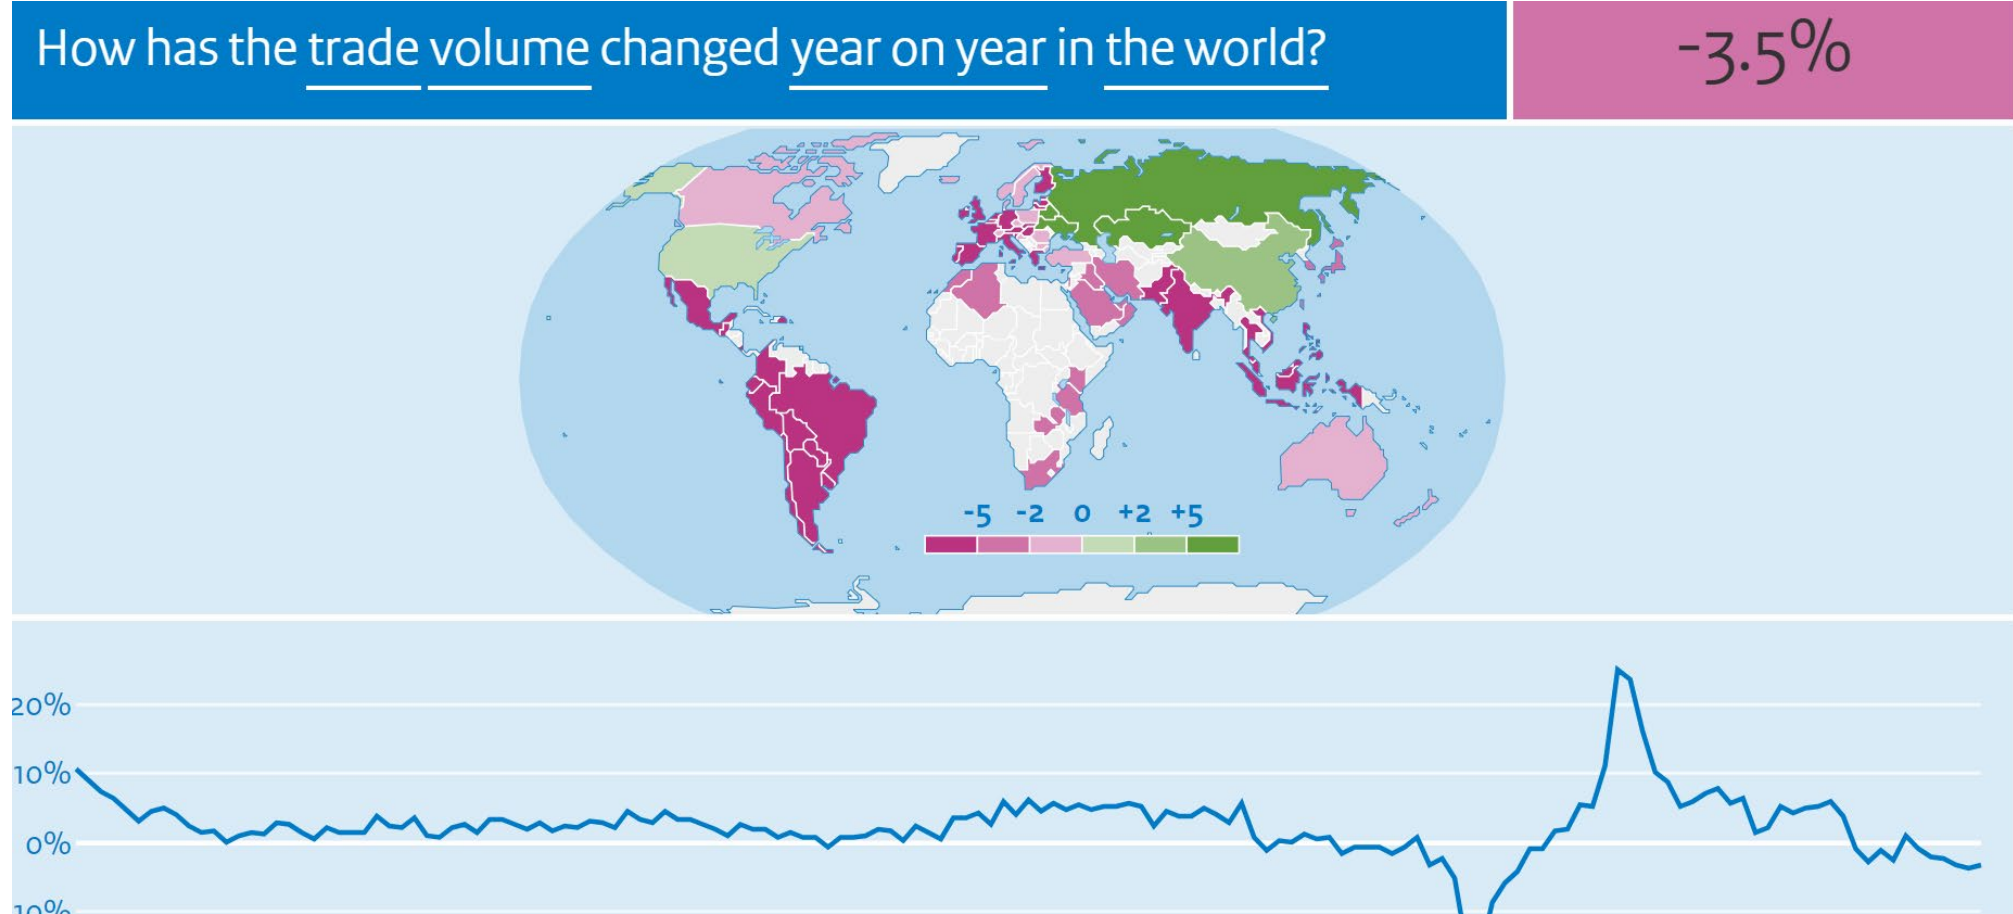 How has the trade volume changed year on year in the world?
-3.5%
-5 -2 0 +2 +5
20%
10%
0%